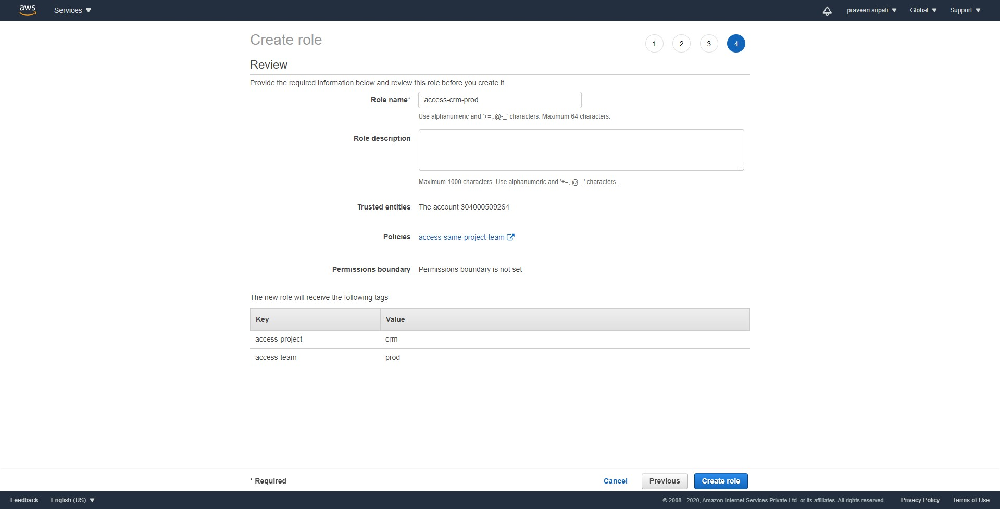 aws Services praveen sripati Global Support
Create role 1 2 3 4
Review
Provide the required information below and review this role before you create it.
Role name* access-crm-prod
Use alphanumeric and '+=,.@-_' characters. Maximum 64 characters.
Role description
Maximum 1000 characters. Use alphanumeric and '+=,.@-_' characters.
Trusted entities The account 304000509264
Policies access-same-project-team
Permissions boundary Permissions boundary is not set
The new role will receive the following tags
Key Value
access-project crm
access-team prod
* Required Cancel Previous Create role
Feedback English (US) © 2008 - 2020, Amazon Internet Services Private Ltd. or its affiliates. All rights reserved. Privacy Policy Terms of Use